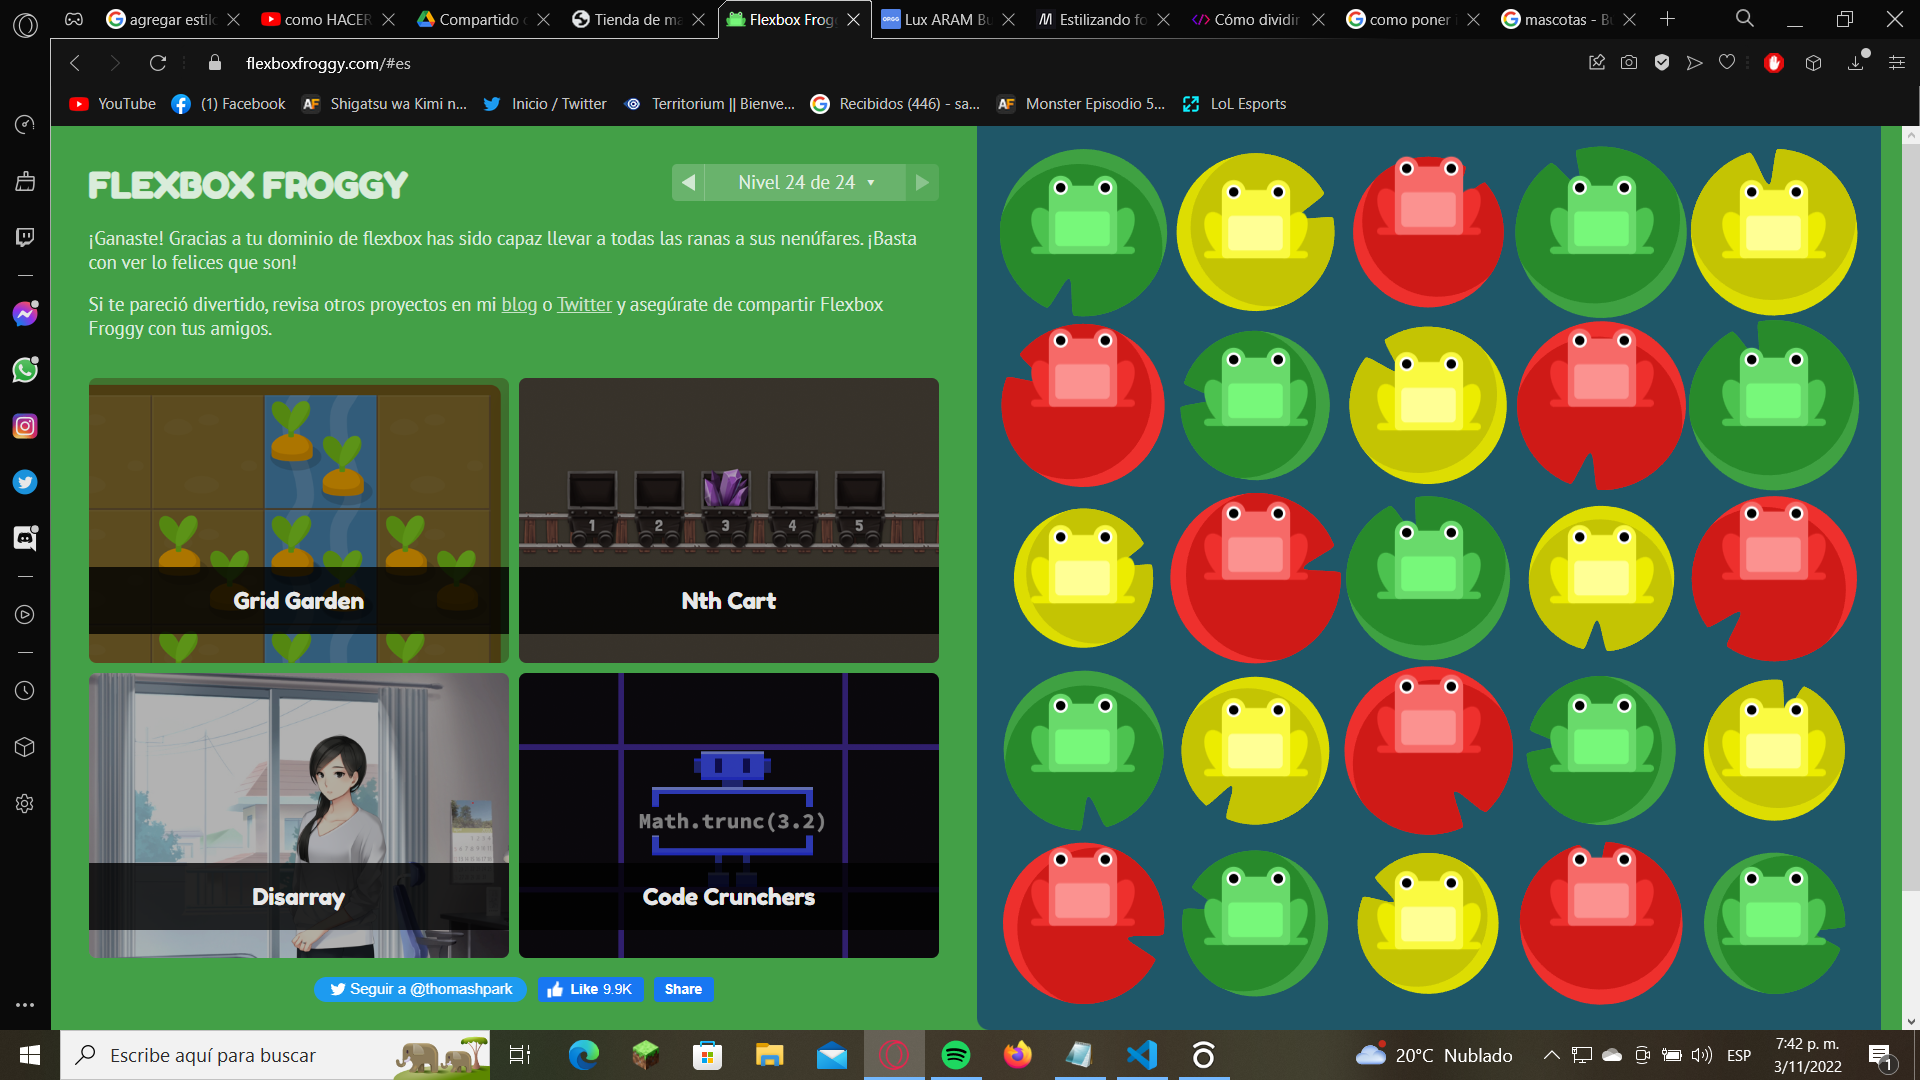 agregar estilo
como HACER
Compartido c
Tienda de ma
Flexbox Frog
Lux ARAM Bu
Estilizando fo
Cómo dividir
como poner i
mascotas - Bu
flexboxfroggy.com/#es
YouTube
(1) Facebook
Shigatsu wa Kimi n...
Inicio / Twitter
Territorium || Bienve...
Recibidos (446) - sa...
Monster Episodio 5...
LoL Esports
FLEXBOX FROGGY
Nivel 24 de 24
¡Ganaste! Gracias a tu dominio de flexbox has sido capaz llevar a todas las ranas a sus nenúfares. ¡Basta
con ver lo felices que son!
Si te pareció divertido, revisa otros proyectos en mi blog o Twitter y asegúrate de compartir Flexbox
Froggy con tus amigos.
1 2 3 4 5
Grid Garden
Nth Cart
Math.trunc(3.2)
Disarray
Code Crunchers
Seguir a @thomashpark
Like 9.9K
Share
Escribe aquí para buscar
20°C Nublado
ESP
7:42 p. m.
3/11/2022
1